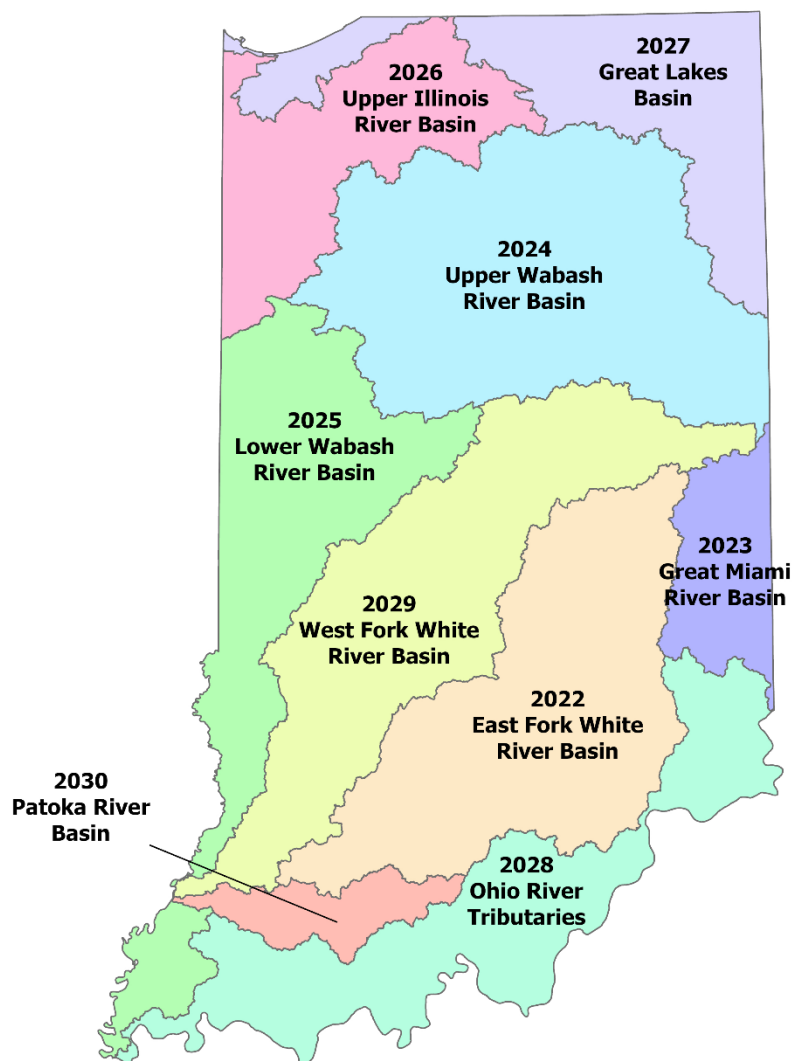 2027
Great Lakes
Basin
2026
Upper Illinois
River Basin
2024
Upper Wabash
River Basin
2025
Lower Wabash
River Basin
2023
Great Miami
River Basin
2029
West Fork White
River Basin
2022
East Fork White
River Basin
2030
Patoka River
Basin
2028
Ohio River
Tributaries